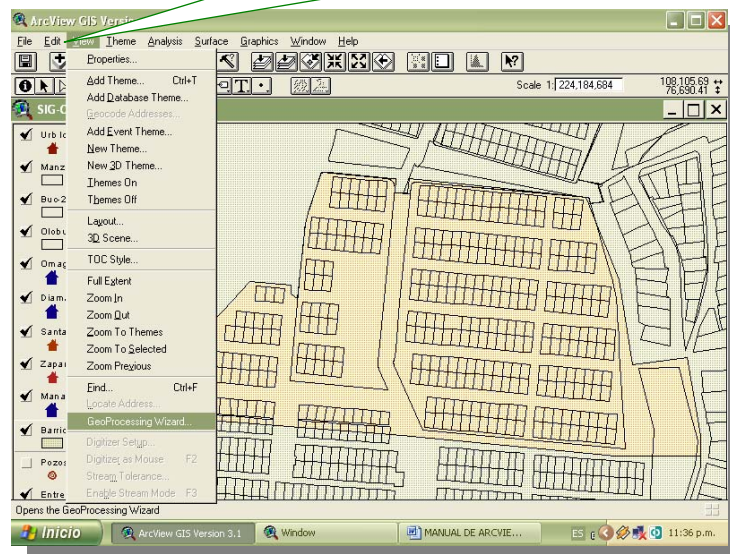 ArcView GIS Version
File Edit View Theme Analysis Surface Graphics Window Help
Properties...
Scale 1: 224,184,684
108,105.69
76,690.41
SIG-C
Add Theme... Ctrl+T
Add Database Theme...
Geocode Addresses...
Add Event Theme...
New Theme...
New 3D Theme...
Themes On
Themes Off
Layout...
3D Scene...
TOC Style...
Full Extent
Zoom In
Zoom Out
Zoom To Themes
Zoom To Selected
Zoom Previous
Find... Ctrl+F
Locate Address...
GeoProcessing Wizard...
Digitizer Setup...
Digitizer as Mouse F2
Stream Tolerance...
Enable Stream Mode F3
Urb lo
Manz
Buo-2
Olobu
Omag
Diam.
Santa
Zapa
Mana
Barrio
Pozos
Entre
Opens the GeoProcessing Wizard
Inicio
ArcView GIS Version 3.1
Window
MANUAL DE ARCVIE...
ES
11:36 p.m.